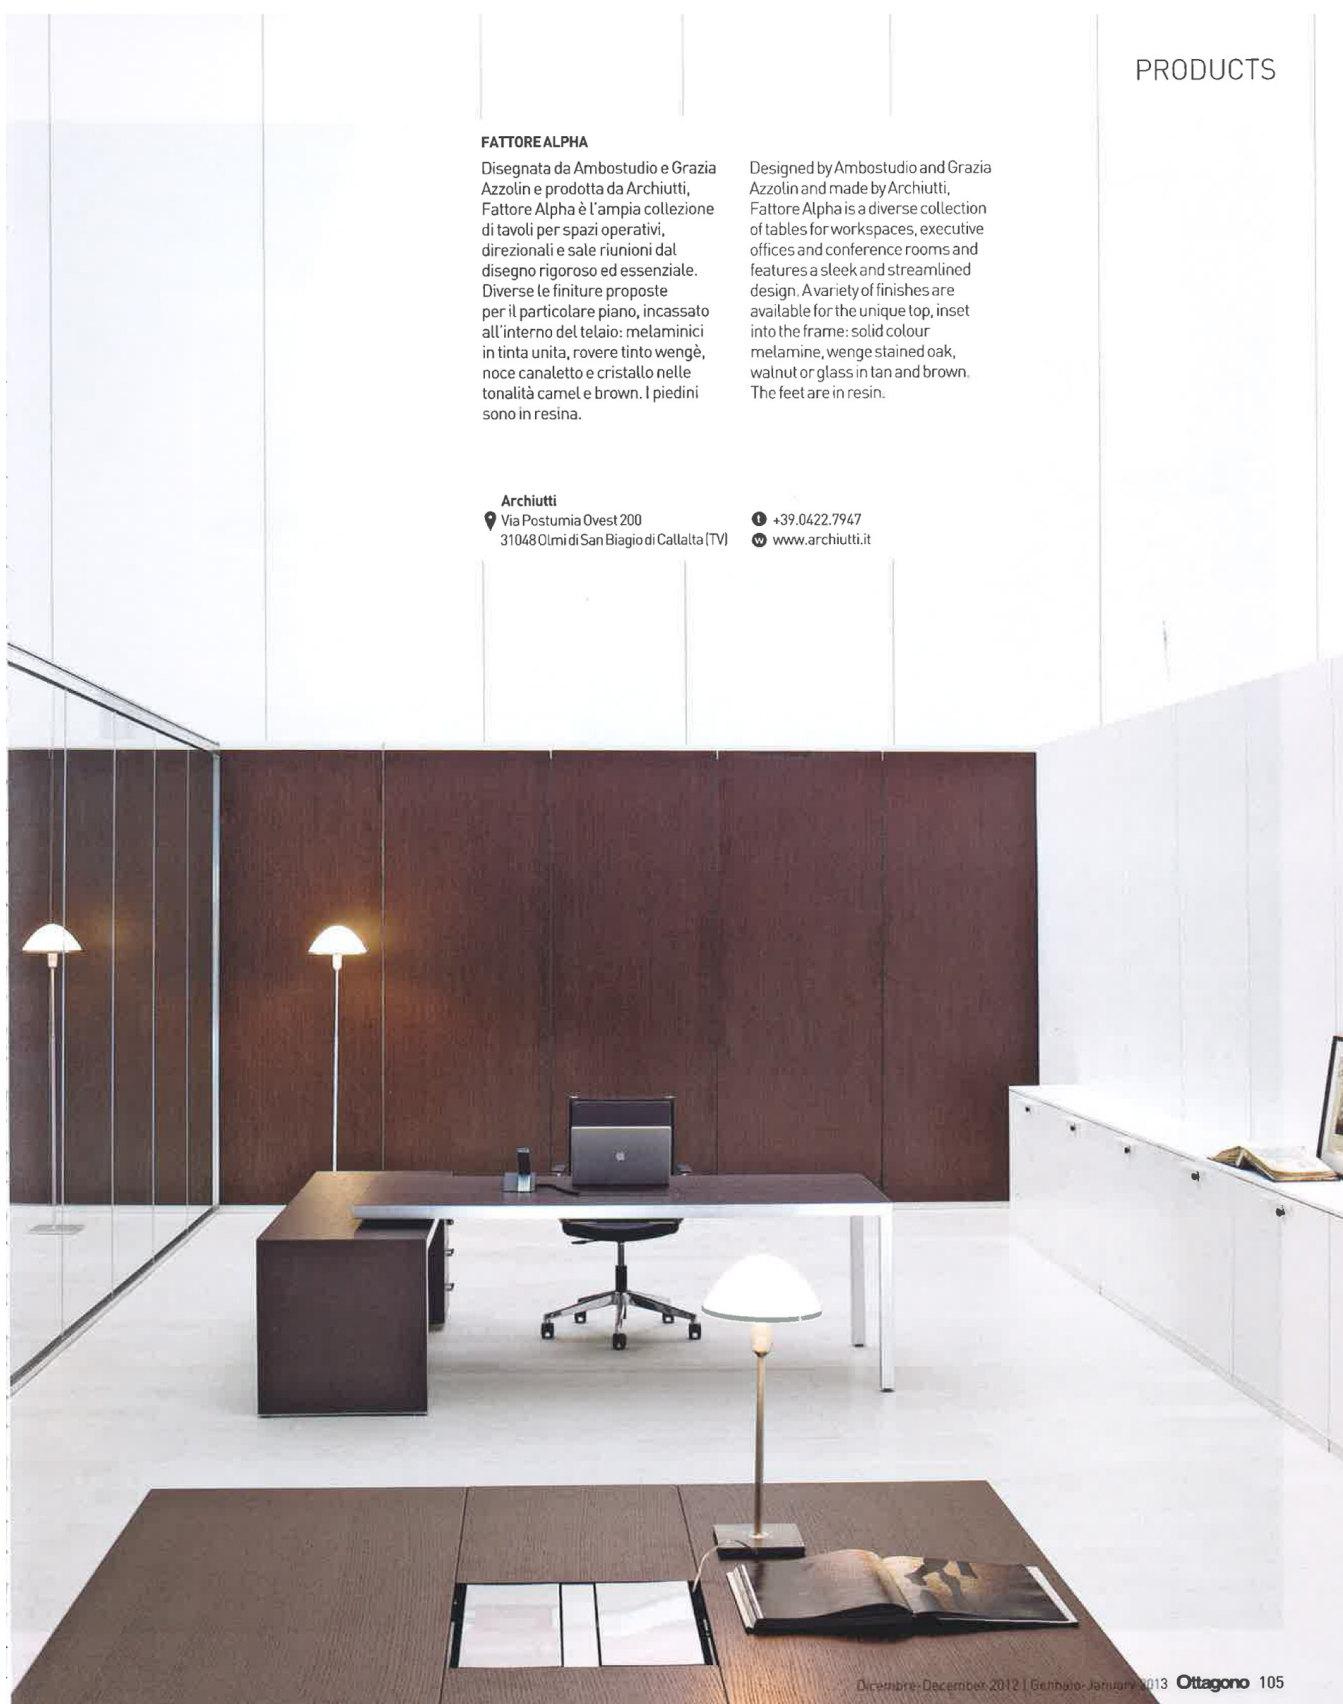 PRODUCTS
FATTORE ALPHA
Disegnata da Ambostudio e Grazia
Azzolin e prodotta da Archiutti,
Fattore Alpha è l'ampia collezione
di tavoli per spazi operativi,
direzionali e sale riunioni dal
disegno rigoroso ed essenziale.
Diverse le finiture proposte
per il particolare piano, incassato
all'interno del telaio: melaminici
in tinta unita, rovere tinto wengè,
noce canaletto e cristallo nelle
tonalità camel e brown. I piedini
sono in resina.
Designed by Ambostudio and Grazia
Azzolin and made by Archiutti,
Fattore Alpha is a diverse collection
of tables for workspaces, executive
offices and conference rooms and
features a sleek and streamlined
design. A variety of finishes are
available for the unique top, inset
into the frame: solid colour
melamine, wenge stained oak,
walnut or glass in tan and brown.
The feet are in resin.
Archiutti
Via Postumia Ovest 200
31048 Olmi di San Biagio di Callalta (TV)
t +39.0422.7947
w www.archiutti.it
Dicembre-December 2012 | Gennaio-January 2013 Ottagono 105